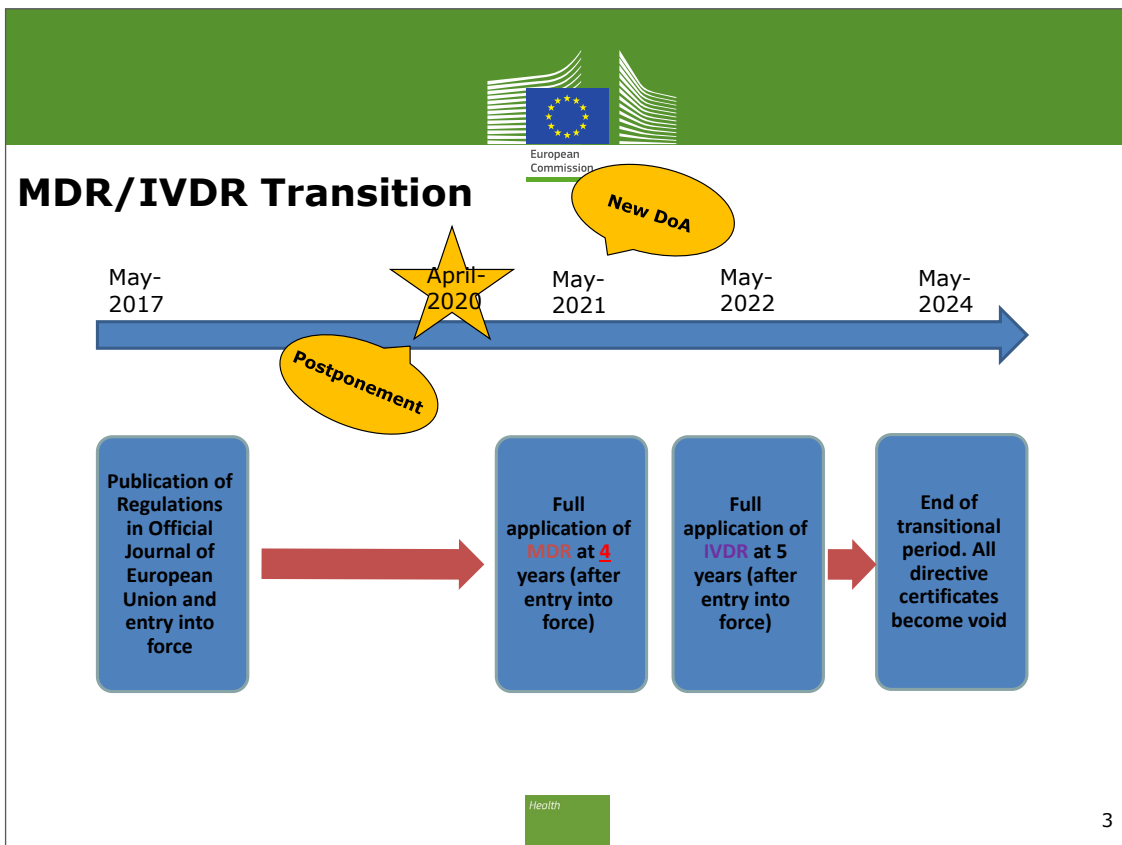 European
Commission
MDR/IVDR Transition
New DoA
May-
2017
April-
2020
May-
2021
May-
2022
May-
2024
Postponement
Publication of
Regulations
in Official
Journal of
European
Union and
entry into
force
Full
application of
MDR at 4
years (after
entry into
force)
Full
application of
IVDR at 5
years (after
entry into
force)
End of
transitional
period. All
directive
certificates
become void
Health
3